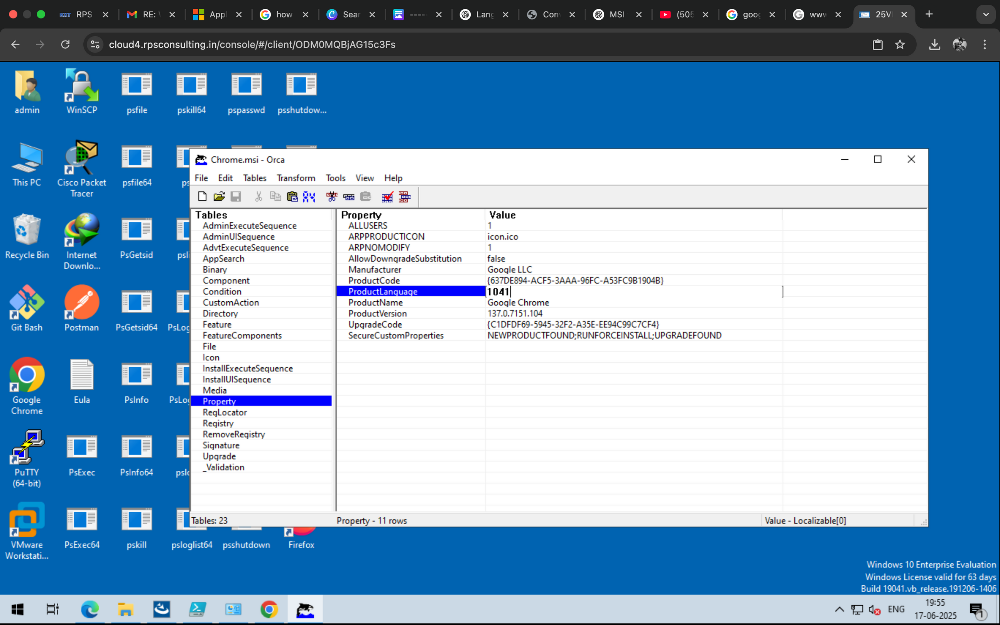 RPS
RE:
Appl
how
Sear
-----
Lang
Con
MSI
(505
goog
www
25V
cloud4.rpsconsulting.in/console/#/client/ODM0MQBjAG15c3Fs
admin
WinSCP
psfile
pskill64
pspasswd
psshutdow...
This PC
Cisco Packet
Tracer
psfile64
ps
Recycle Bin
Internet
Downlo...
PsGetsid
psli
Git Bash
Postman
PsGetsid64
PsLog
Google
Chrome
Eula
PsInfo
PsLog
PuTTY
(64-bit)
PsExec
PsInfo64
pslo
VMware
Workstati...
PsExec64
pskill
psloglist64
psshutdown
Firefox
Chrome.msi - Orca
File Edit Tables Transform Tools View Help
Tables
AdminExecuteSequence
AdminUISequence
AdvtExecuteSequence
AppSearch
Binary
Component
Condition
CustomAction
Directory
Feature
FeatureComponents
File
Icon
InstallExecuteSequence
InstallUISequence
Media
Property
RegLocator
Registry
RemoveRegistry
Signature
Upgrade
_Validation
Property Value
ALLUSERS 1
ARPPRODUCTICON icon.ico
ARPNOMODIFY 1
AllowDowngradeSubstitution false
Manufacturer Google LLC
ProductCode {637DE894-ACF5-3AAA-96FC-A53FC9B1904B}
ProductLanguage 1041
ProductName Google Chrome
ProductVersion 137.0.7151.104
UpgradeCode {C1DFDF69-5945-32F2-A35E-EE94C99C7CF4}
SecureCustomProperties NEWPRODUCTFOUND;RUNFORCEINSTALL;UPGRADEFOUND
Tables: 23
Property - 11 rows
Value - Localizable[0]
Windows 10 Enterprise Evaluation
Windows License valid for 63 days
Build 19041.vb_release.191206-1406
ENG
19:55
17-06-2025
1